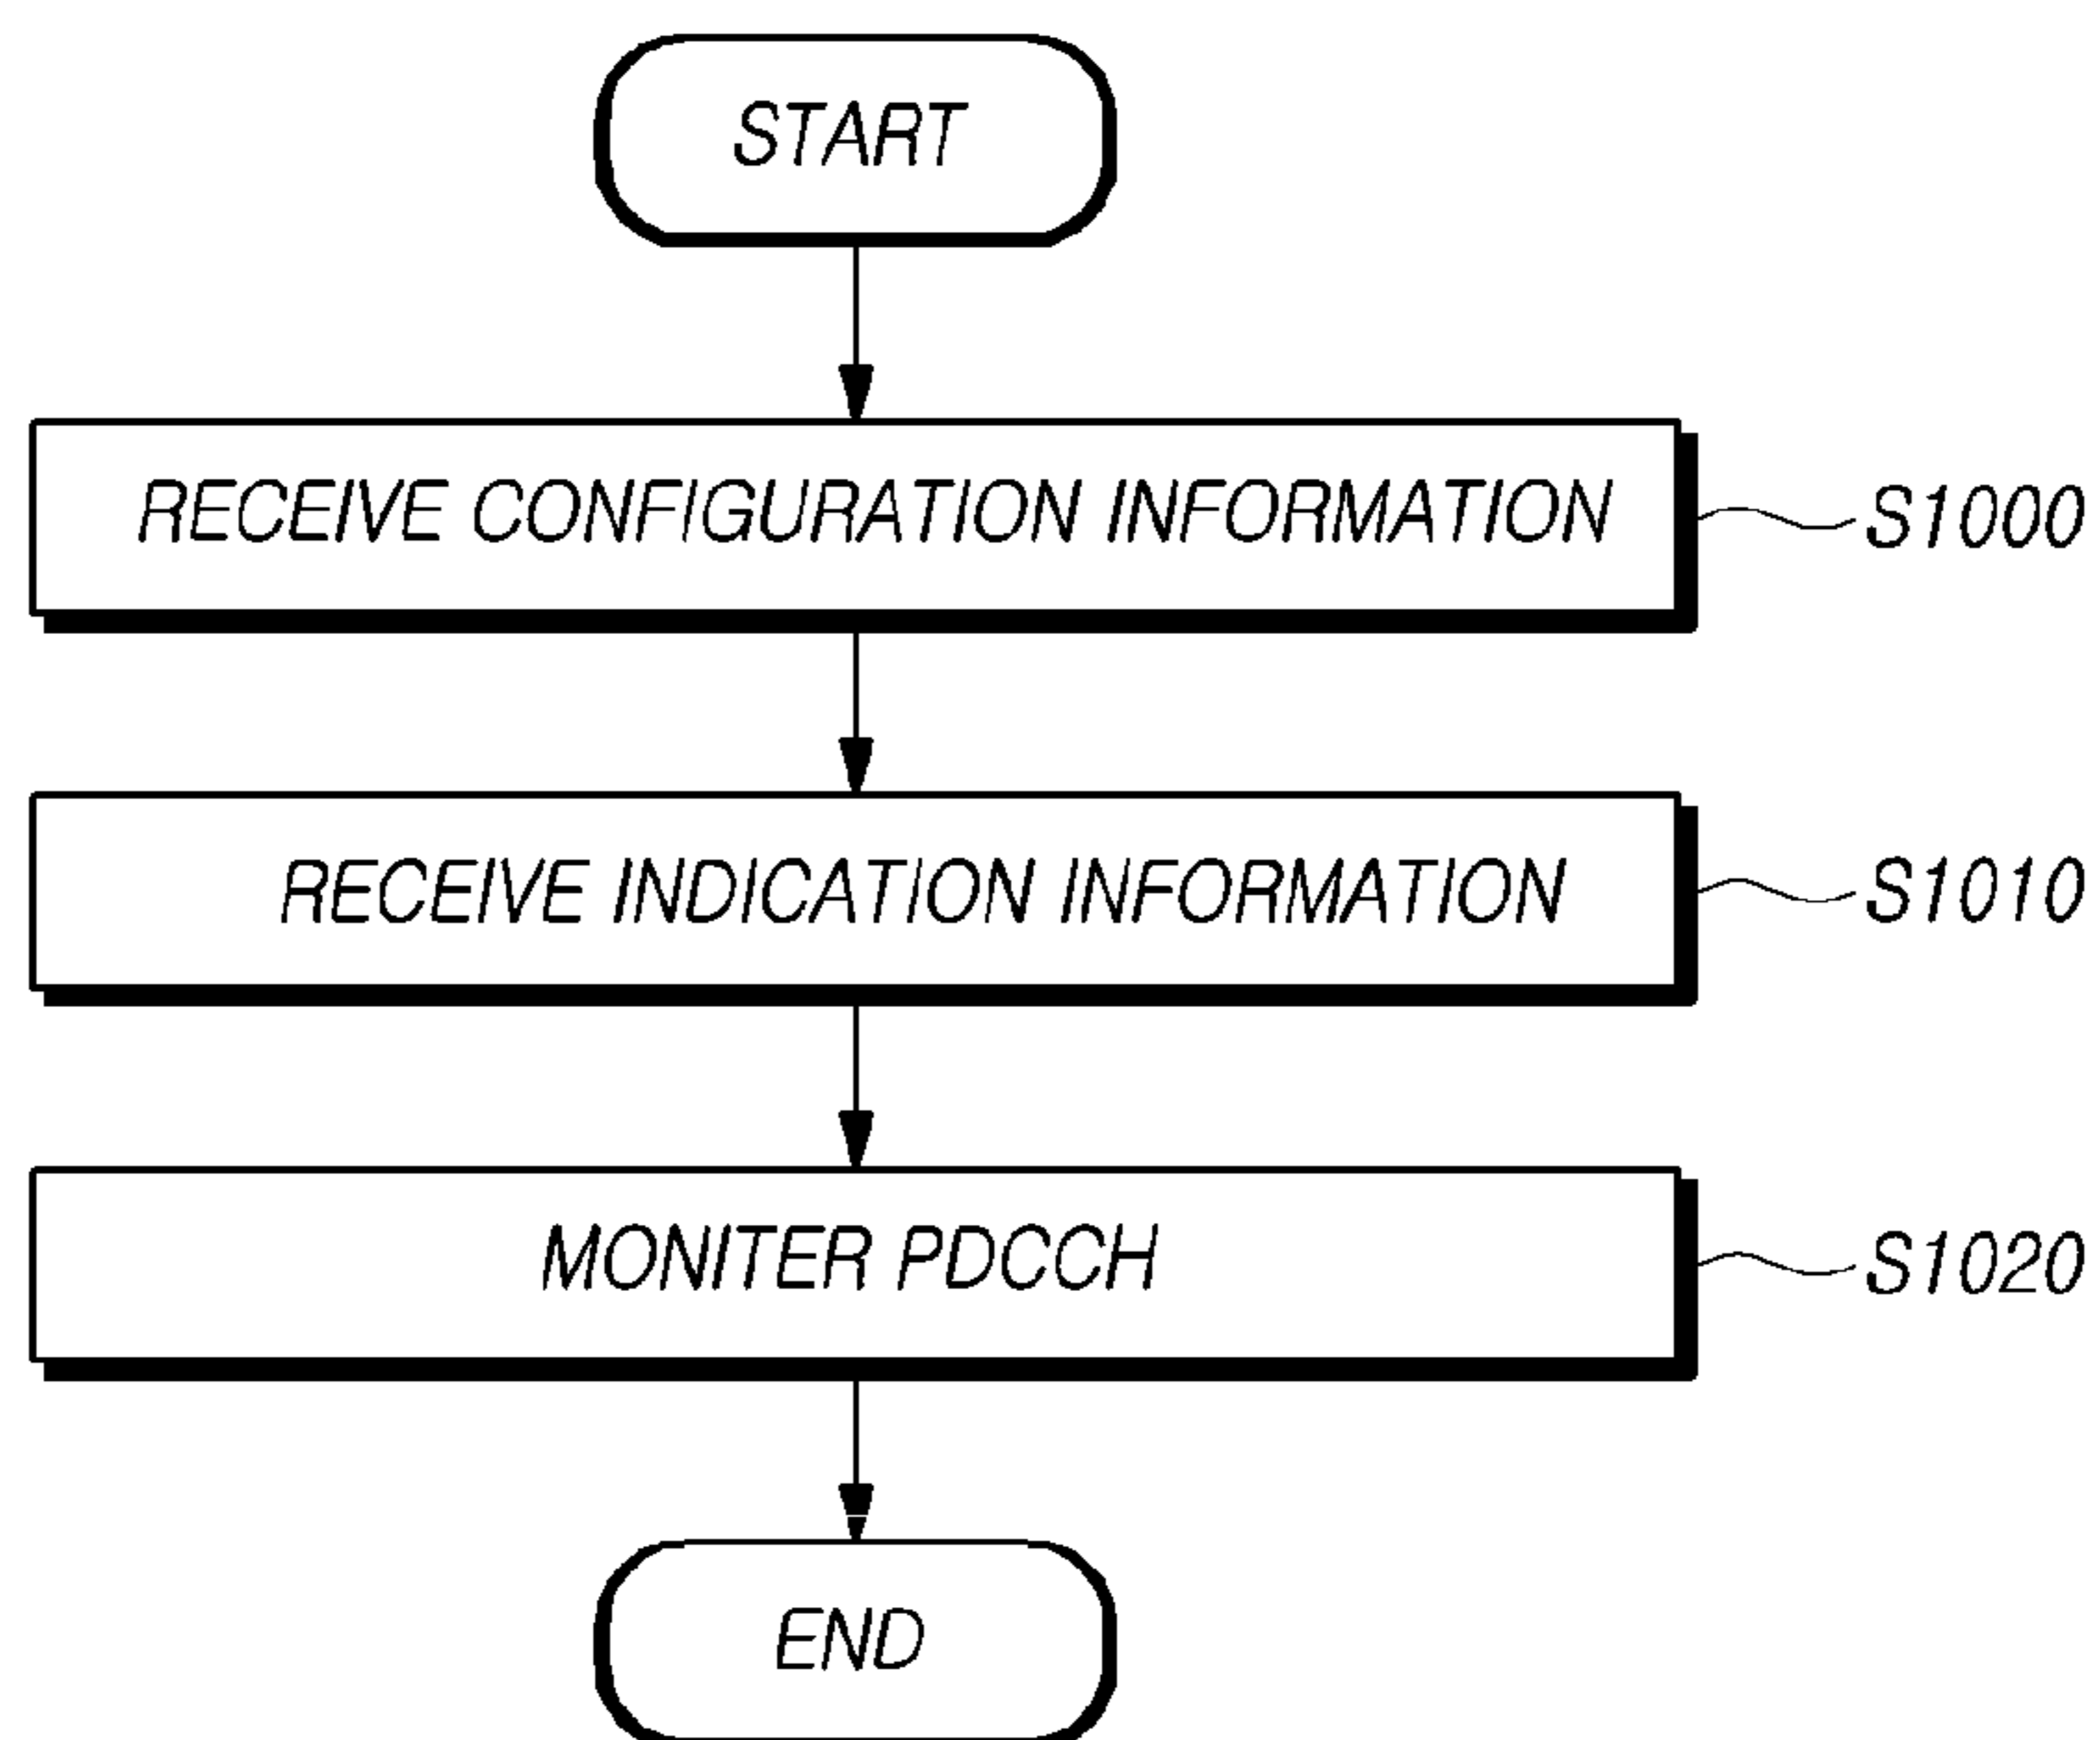 START
RECEIVE CONFIGURATION INFORMATION
S1000
RECEIVE INDICATION INFORMATION
S1010
MONITER PDCCH
S1020
END